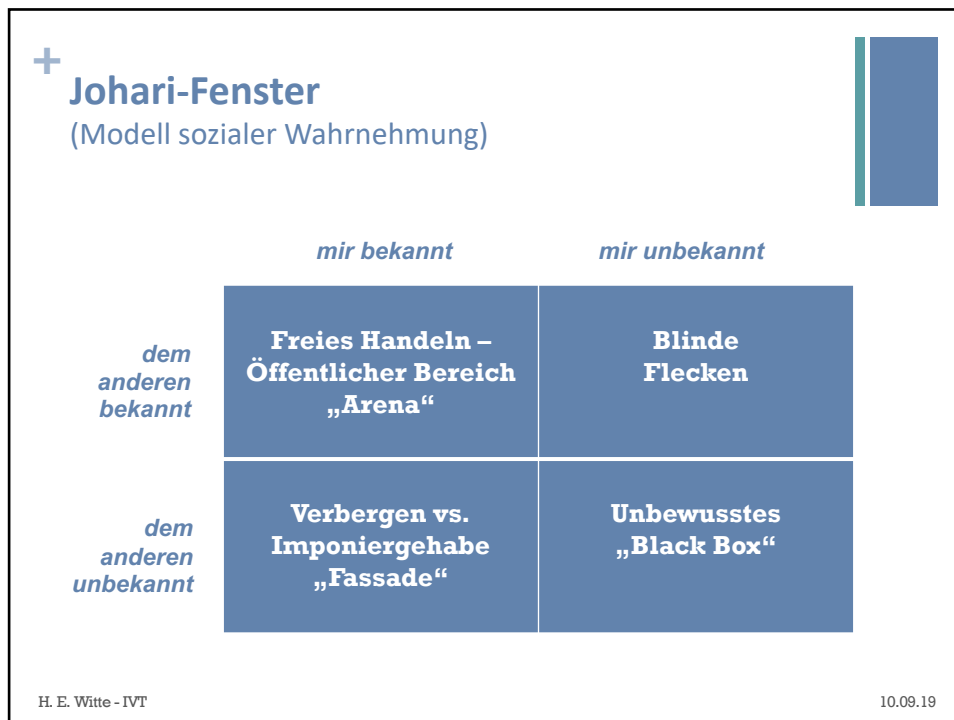 +
Johari-Fenster
(Modell sozialer Wahrnehmung)
mir bekannt
mir unbekannt
dem
anderen
bekannt
Freies Handeln –
Öffentlicher Bereich
„Arena“
Blinde
Flecken
dem
anderen
unbekannt
Verbergen vs.
Imponiergehabe
„Fassade“
Unbewusstes
„Black Box“
H. E. Witte - IVT
10.09.19